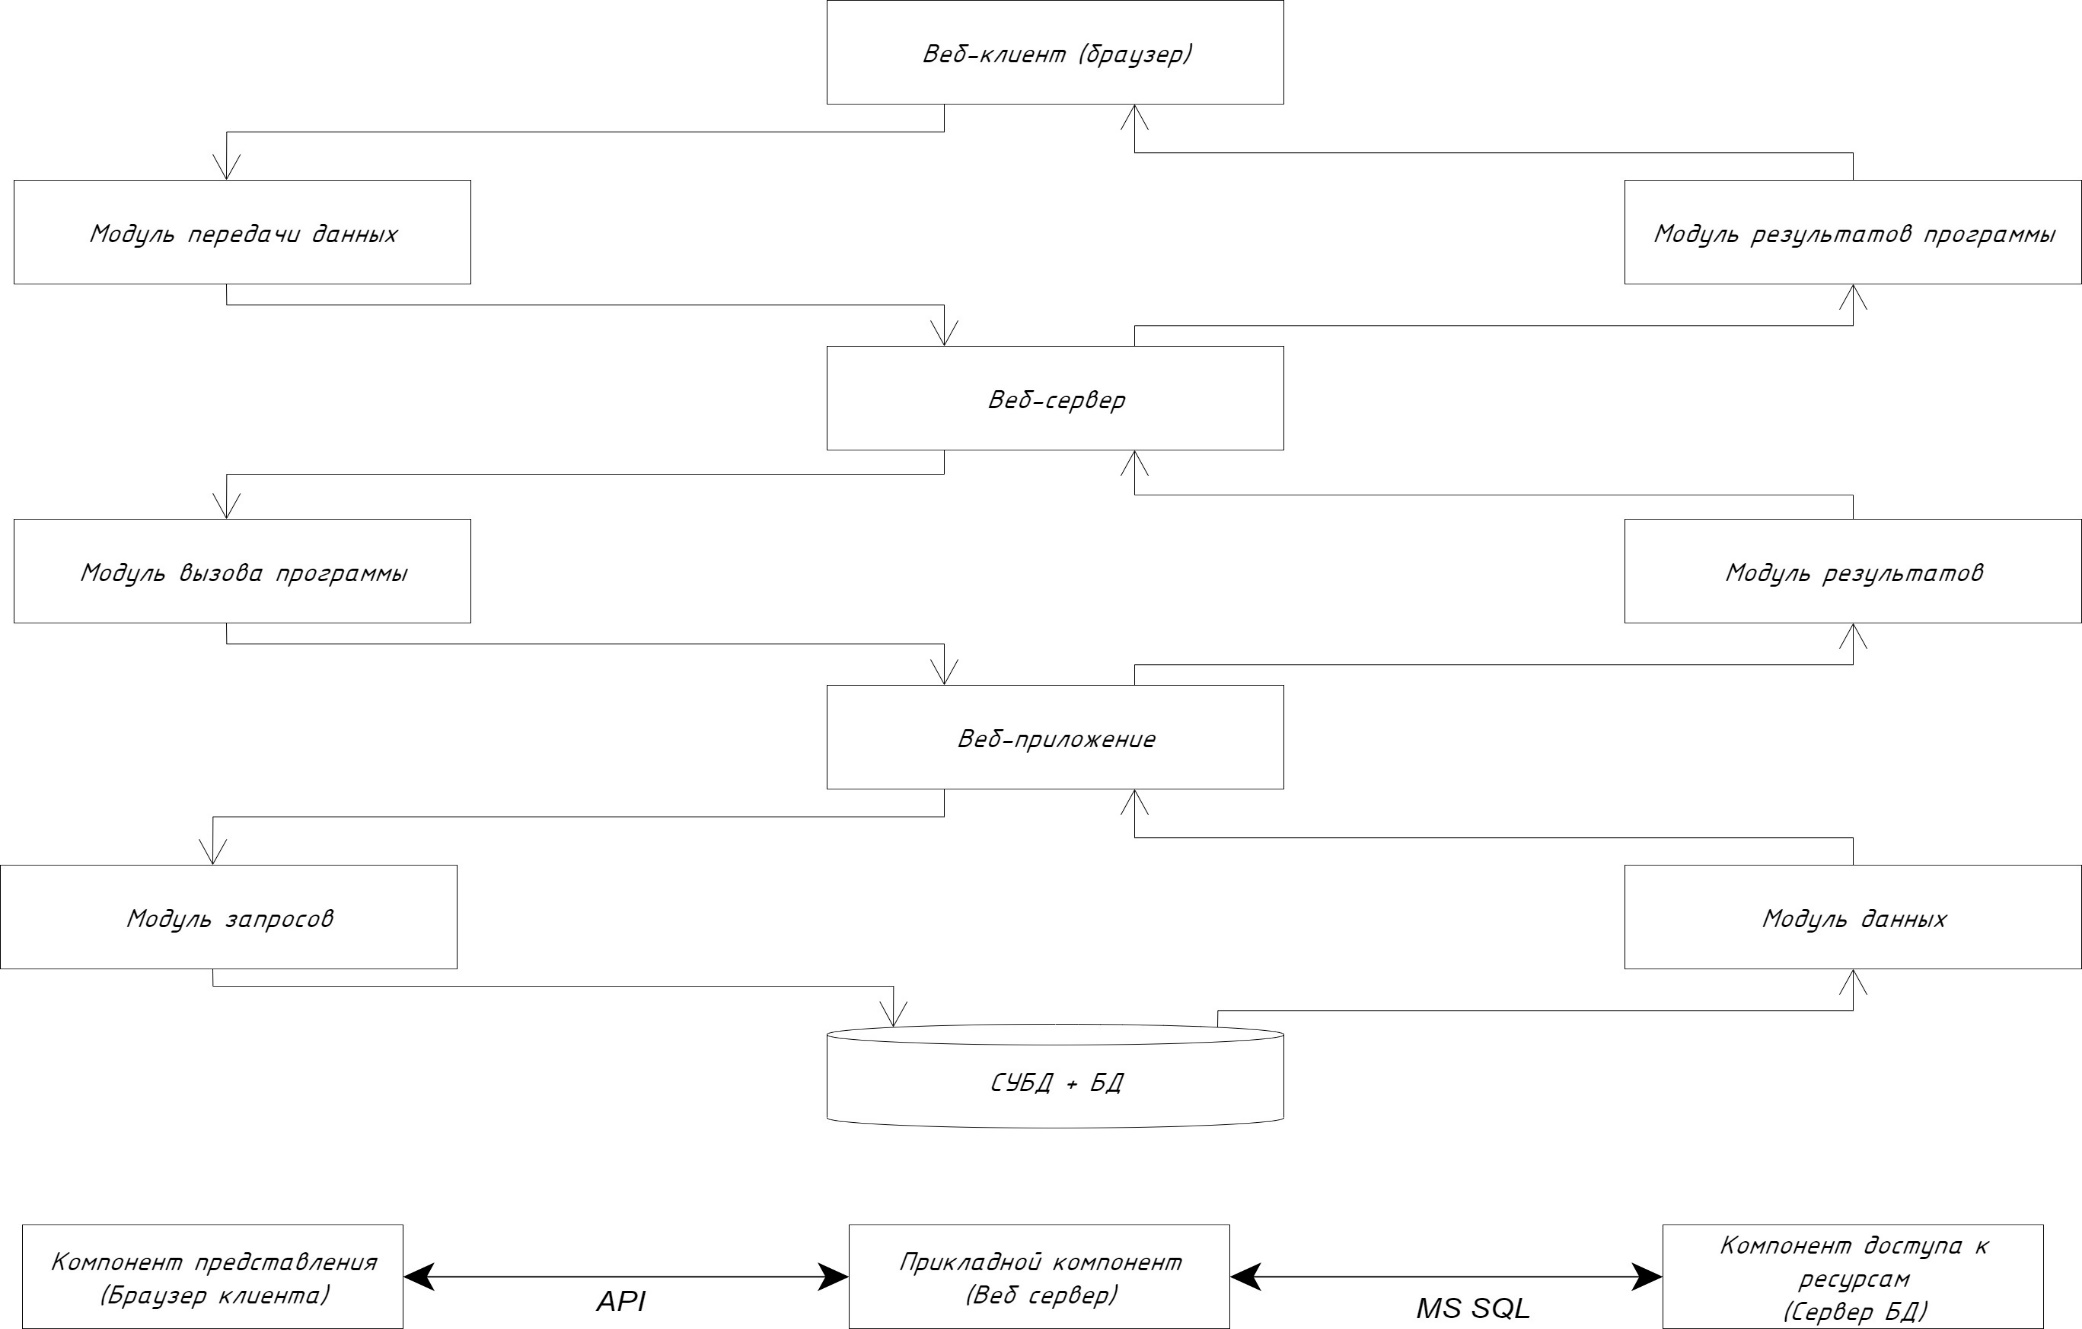 Веб-клиент (браузер)
Модуль передачи данных
Модуль результатов программы
Веб-сервер
Модуль вызова программы
Модуль результатов
Веб-приложение
Модуль запросов
Модуль данных
СУБД + БД
Компонент представления
(Браузер клиента)
API
Прикладной компонент
(Веб сервер)
MS SQL
Компонент доступа к
ресурсам
(Сервер БД)